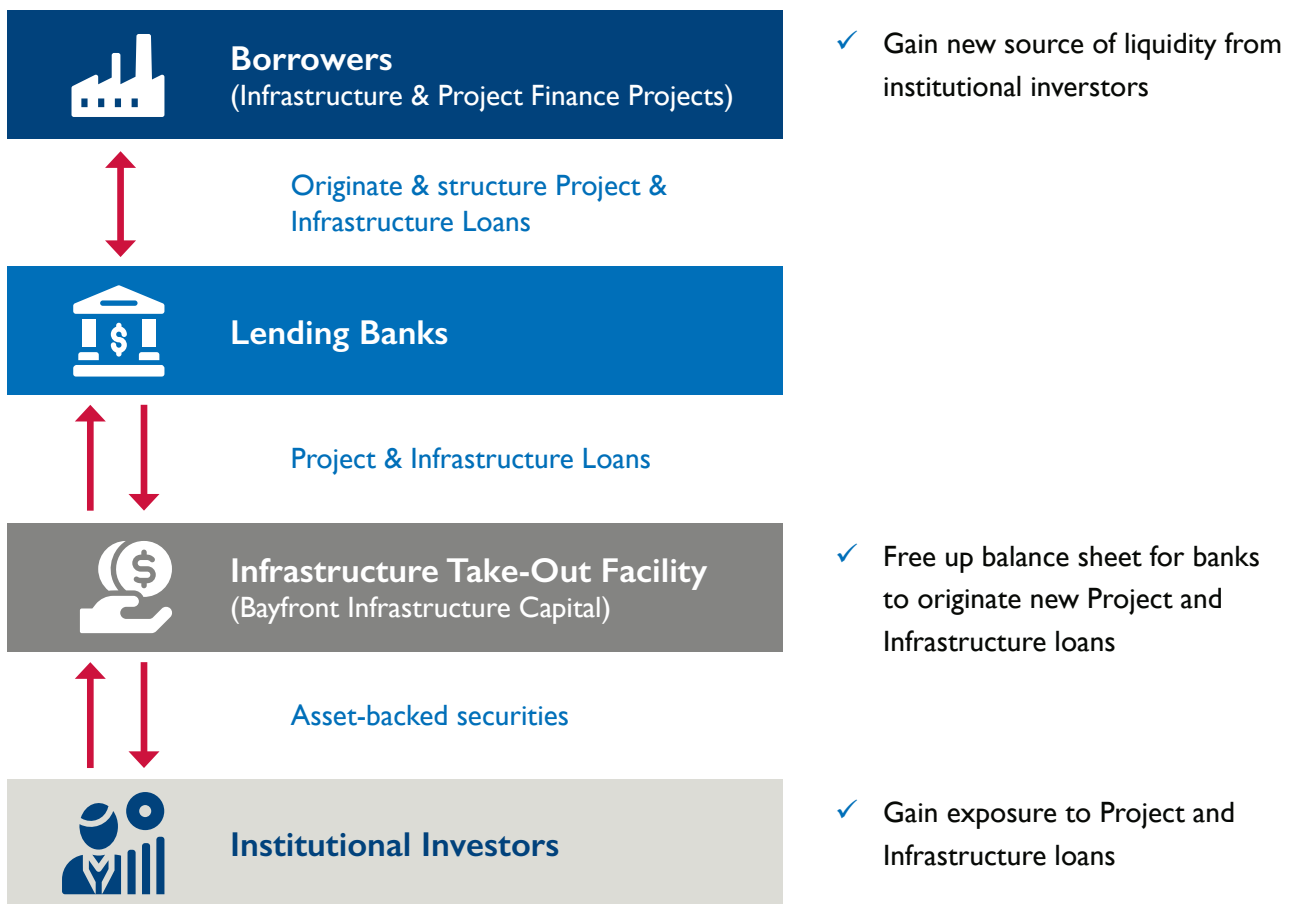 Borrowers
(Infrastructure & Project Finance Projects)
✓ Gain new source of liquidity from
institutional inverstors
Originate & structure Project &
Infrastructure Loans
$
Lending Banks
Project & Infrastructure Loans
$
Infrastructure Take-Out Facility
(Bayfront Infrastructure Capital)
✓ Free up balance sheet for banks
to originate new Project and
Infrastructure loans
Asset-backed securities
Institutional Investors
✓ Gain exposure to Project and
Infrastructure loans